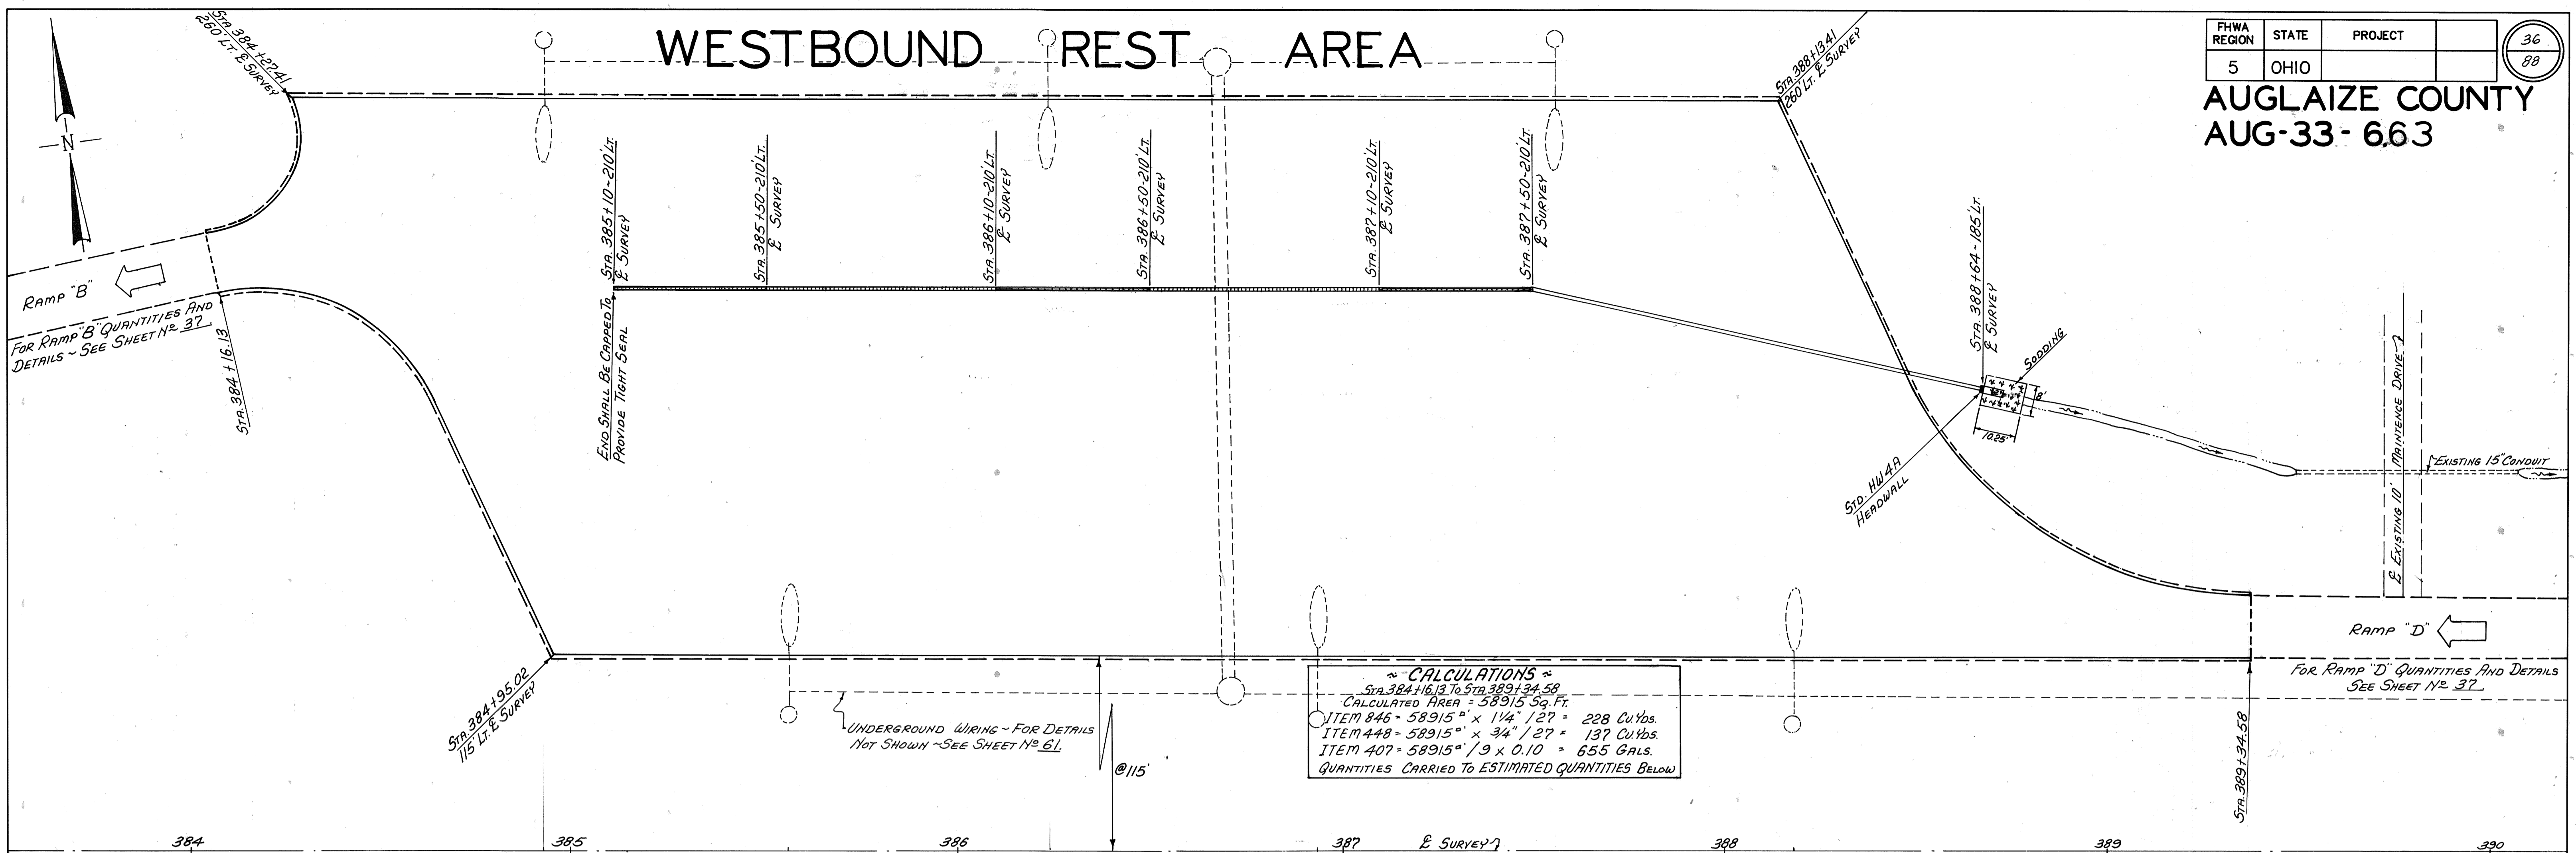 WESTBOUND REST AREA
FHWA REGION STATE PROJECT
5 OHIO
36
88
AUGLAIZE COUNTY
AUG-33-6.63
STA. 384+27.41
260' LT. ℄ SURVEY
STA. 388+13.41
260' LT. ℄ SURVEY
N
STA. 385+10~210' LT.
℄ SURVEY
STA. 385+50-210' LT.
℄ SURVEY
STA. 386+10~210' LT.
℄ SURVEY
STA. 386+50-210' LT.
℄ SURVEY
STA. 387+10-210' LT.
℄ SURVEY
STA. 387+50-210' LT.
℄ SURVEY
STA. 388+64-185' LT.
℄ SURVEY
RAMP "B"
FOR RAMP "B" QUANTITIES AND
DETAILS ~ SEE SHEET Nº 37
STA. 384+16.13
END SHALL BE CAPPED TO
PROVIDE TIGHT SEAL
SODDING
8'
10.25'
STD. HW4A
HEADWALL
EXISTING 15" CONDUIT
℄ EXISTING 10' MAINTENCE DRIVE
RAMP "D"
FOR RAMP "D" QUANTITIES AND DETAILS
SEE SHEET Nº 37
STA. 384+95.02
115' LT. ℄ SURVEY
UNDERGROUND WIRING ~ FOR DETAILS
NOT SHOWN ~ SEE SHEET Nº 61.
@115'
≈ CALCULATIONS ≈
STA. 384+16.13 TO STA. 389+34.58
CALCULATED AREA = 58915 SQ. FT.
ITEM 846 = 58915 □' x 1¼" / 27 = 228 CU. YDS.
ITEM 448 = 58915 □' x 3/4" / 27 = 137 CU. YDS.
ITEM 407 = 58915 □' / 9 x 0.10 = 655 GALS.
QUANTITIES CARRIED TO ESTIMATED QUANTITIES BELOW
STA. 389+34.58
384 385 386 387 ℄ SURVEY 388 389 390